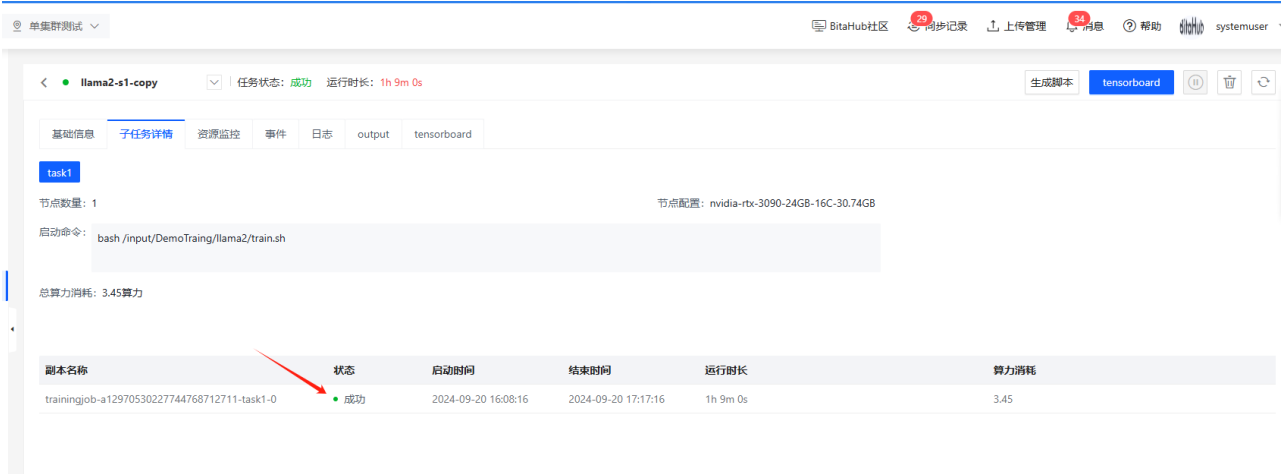 单集群测试 BitaHub社区 29 同步记录 上传管理 34 消息 帮助 BitaHub systemuser
llama2-s1-copy 任务状态：成功 运行时长：1h 9m 0s 生成脚本 tensorboard
基础信息 子任务详情 资源监控 事件 日志 output tensorboard
task1
节点数量：1 节点配置：nvidia-rtx-3090-24GB-16C-30.74GB
启动命令： bash /input/DemoTraing/llama2/train.sh
总算力消耗：3.45算力
副本名称 状态 启动时间 结束时间 运行时长 算力消耗
trainingjob-a12970530227744768712711-task1-0 成功 2024-09-20 16:08:16 2024-09-20 17:17:16 1h 9m 0s 3.45